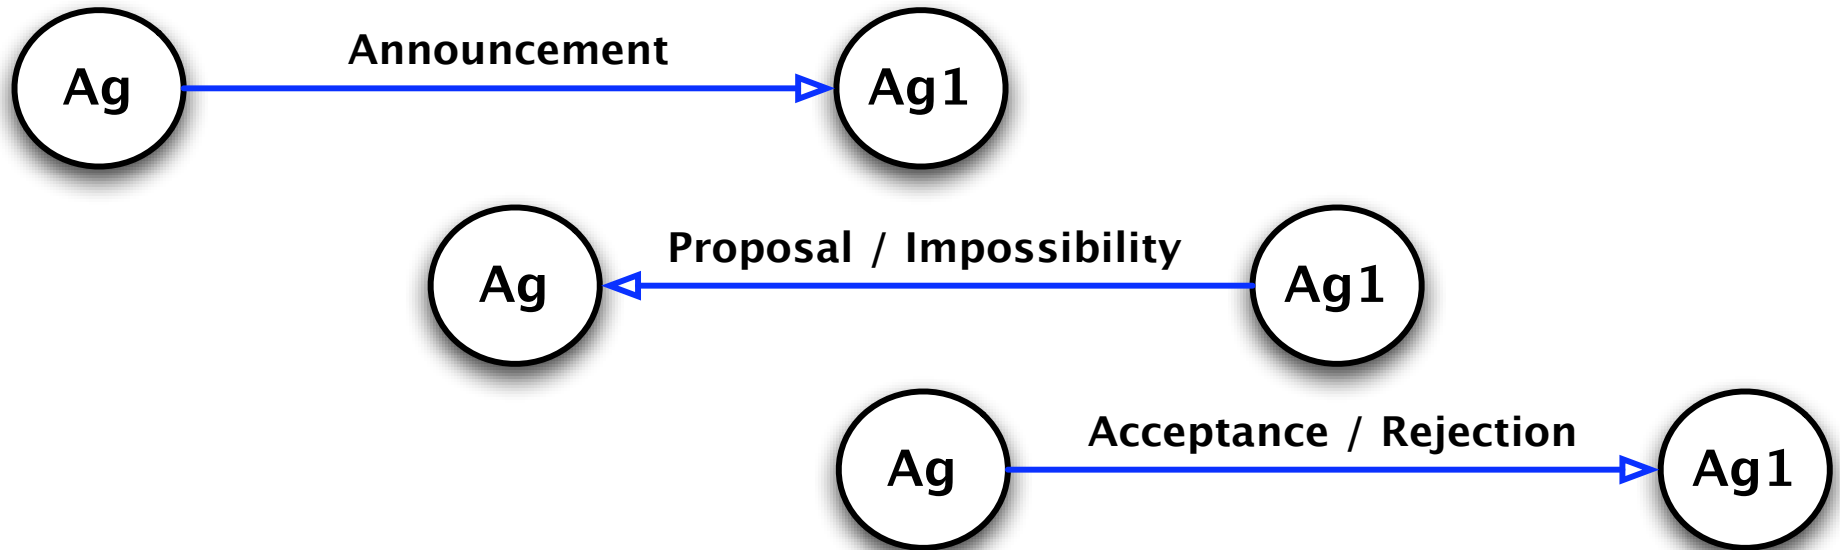 Announcement
Ag
Ag1
Proposal / Impossibility
Ag
Ag1
Acceptance / Rejection
Ag
Ag1